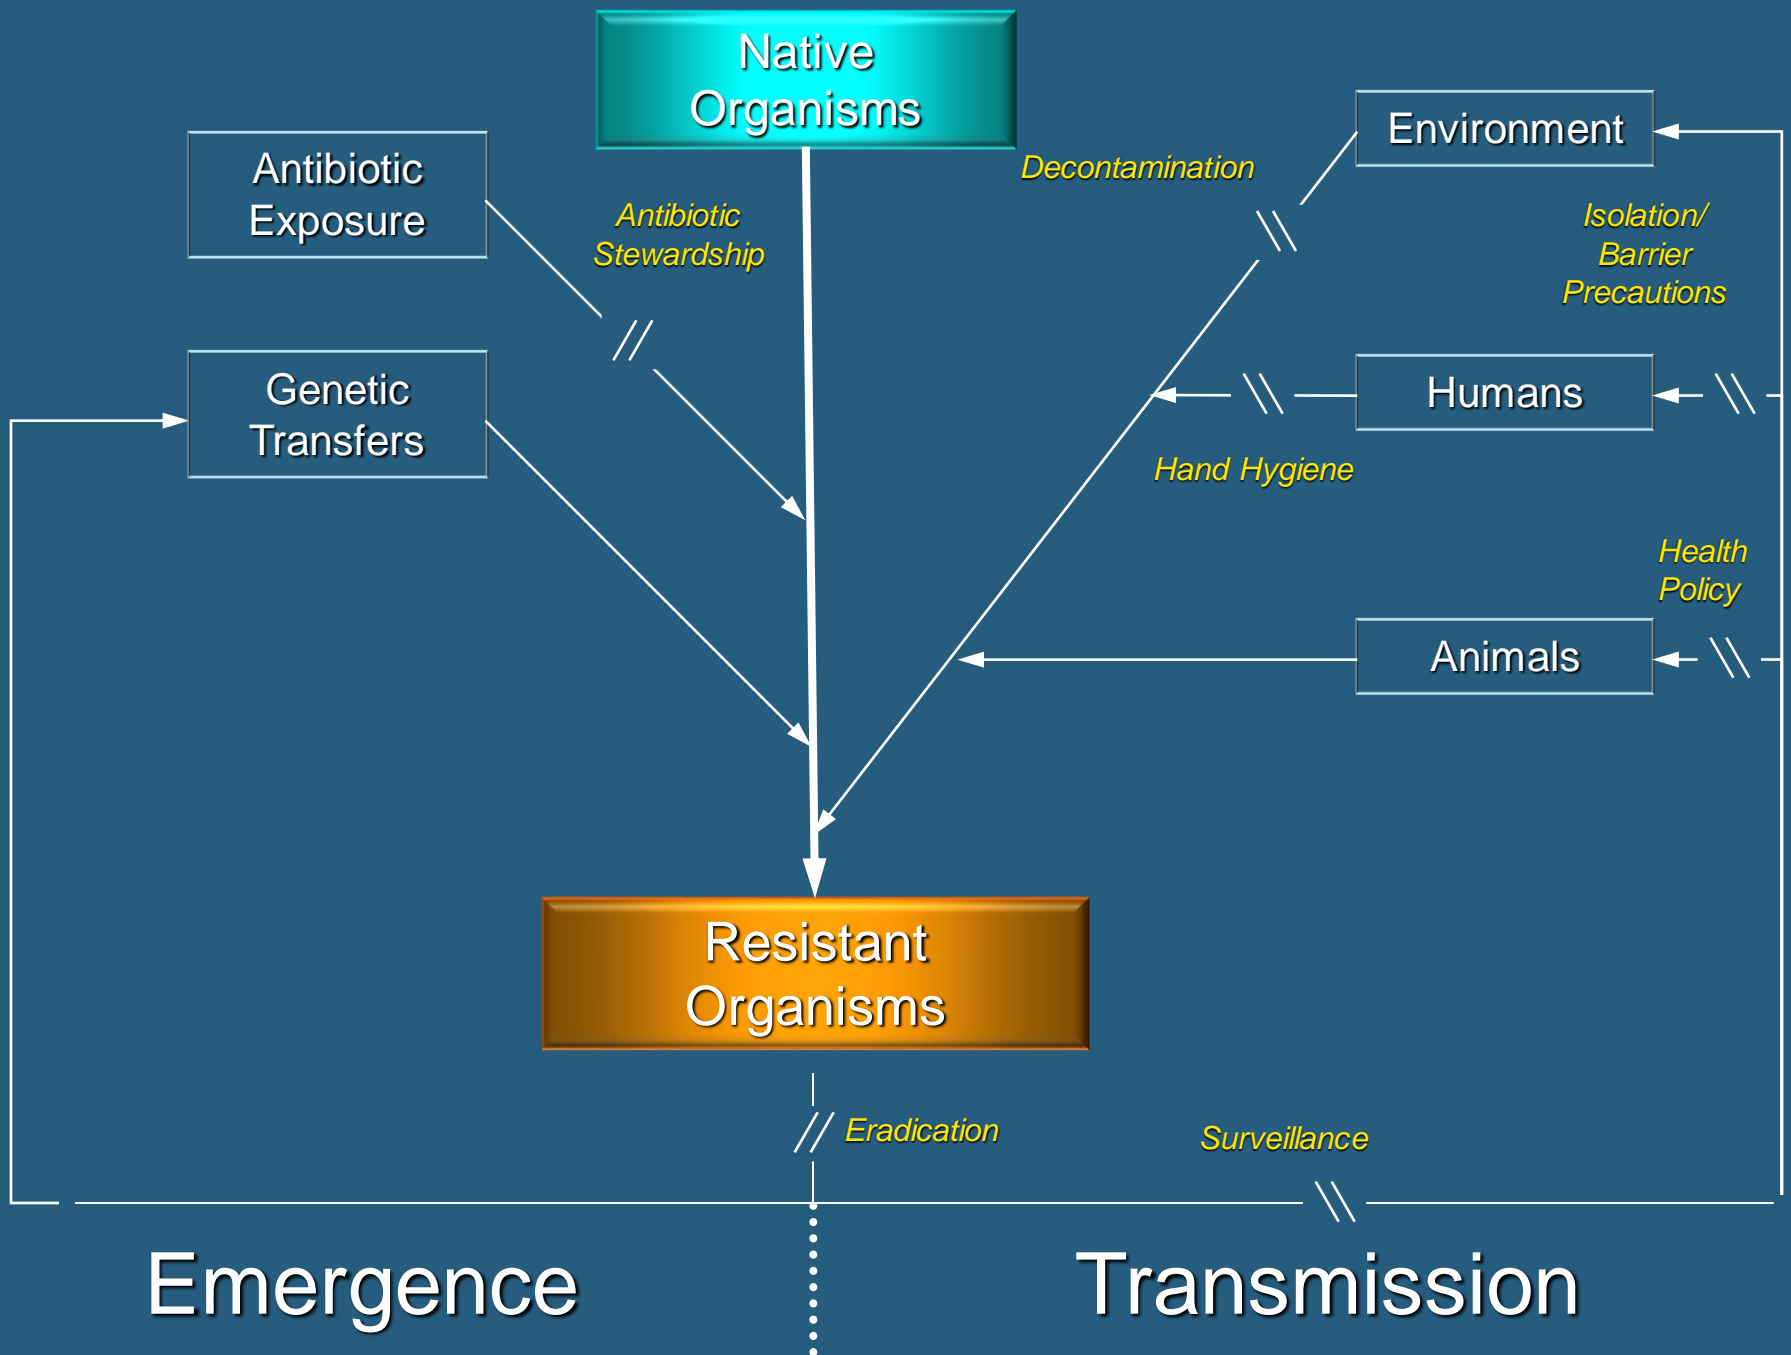 Native
Organisms
Antibiotic
Exposure
Antibiotic
Stewardship
Decontamination
Environment
Isolation/
Barrier
Precautions
Genetic
Transfers
Humans
Hand Hygiene
Health
Policy
Animals
Resistant
Organisms
Eradication
Surveillance
Emergence
Transmission